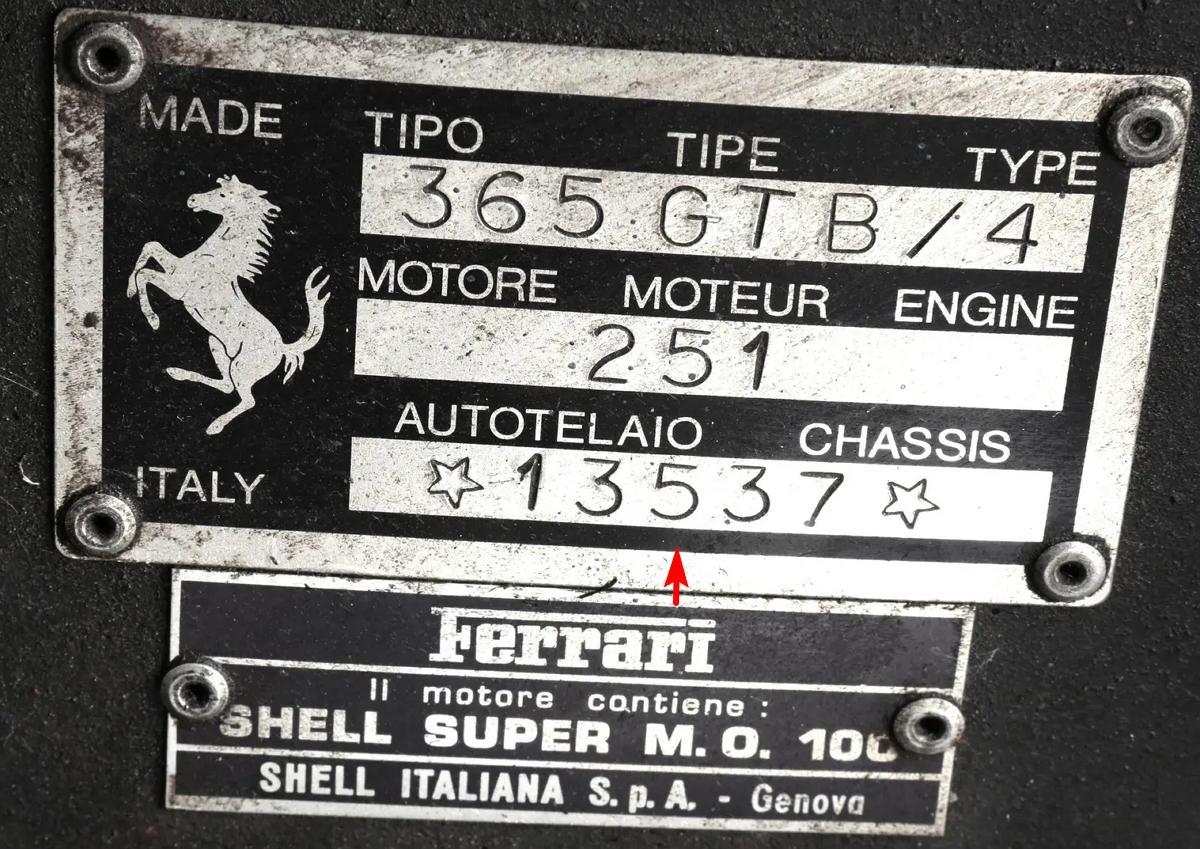 MADE
TIPO TIPE TYPE
365 GTB/4
MOTORE MOTEUR ENGINE
251
AUTOTELAIO CHASSIS
☆13537☆
ITALY
Ferrari
Il motore contiene :
SHELL SUPER M. O. 100
SHELL ITALIANA S.p.A. - Genova